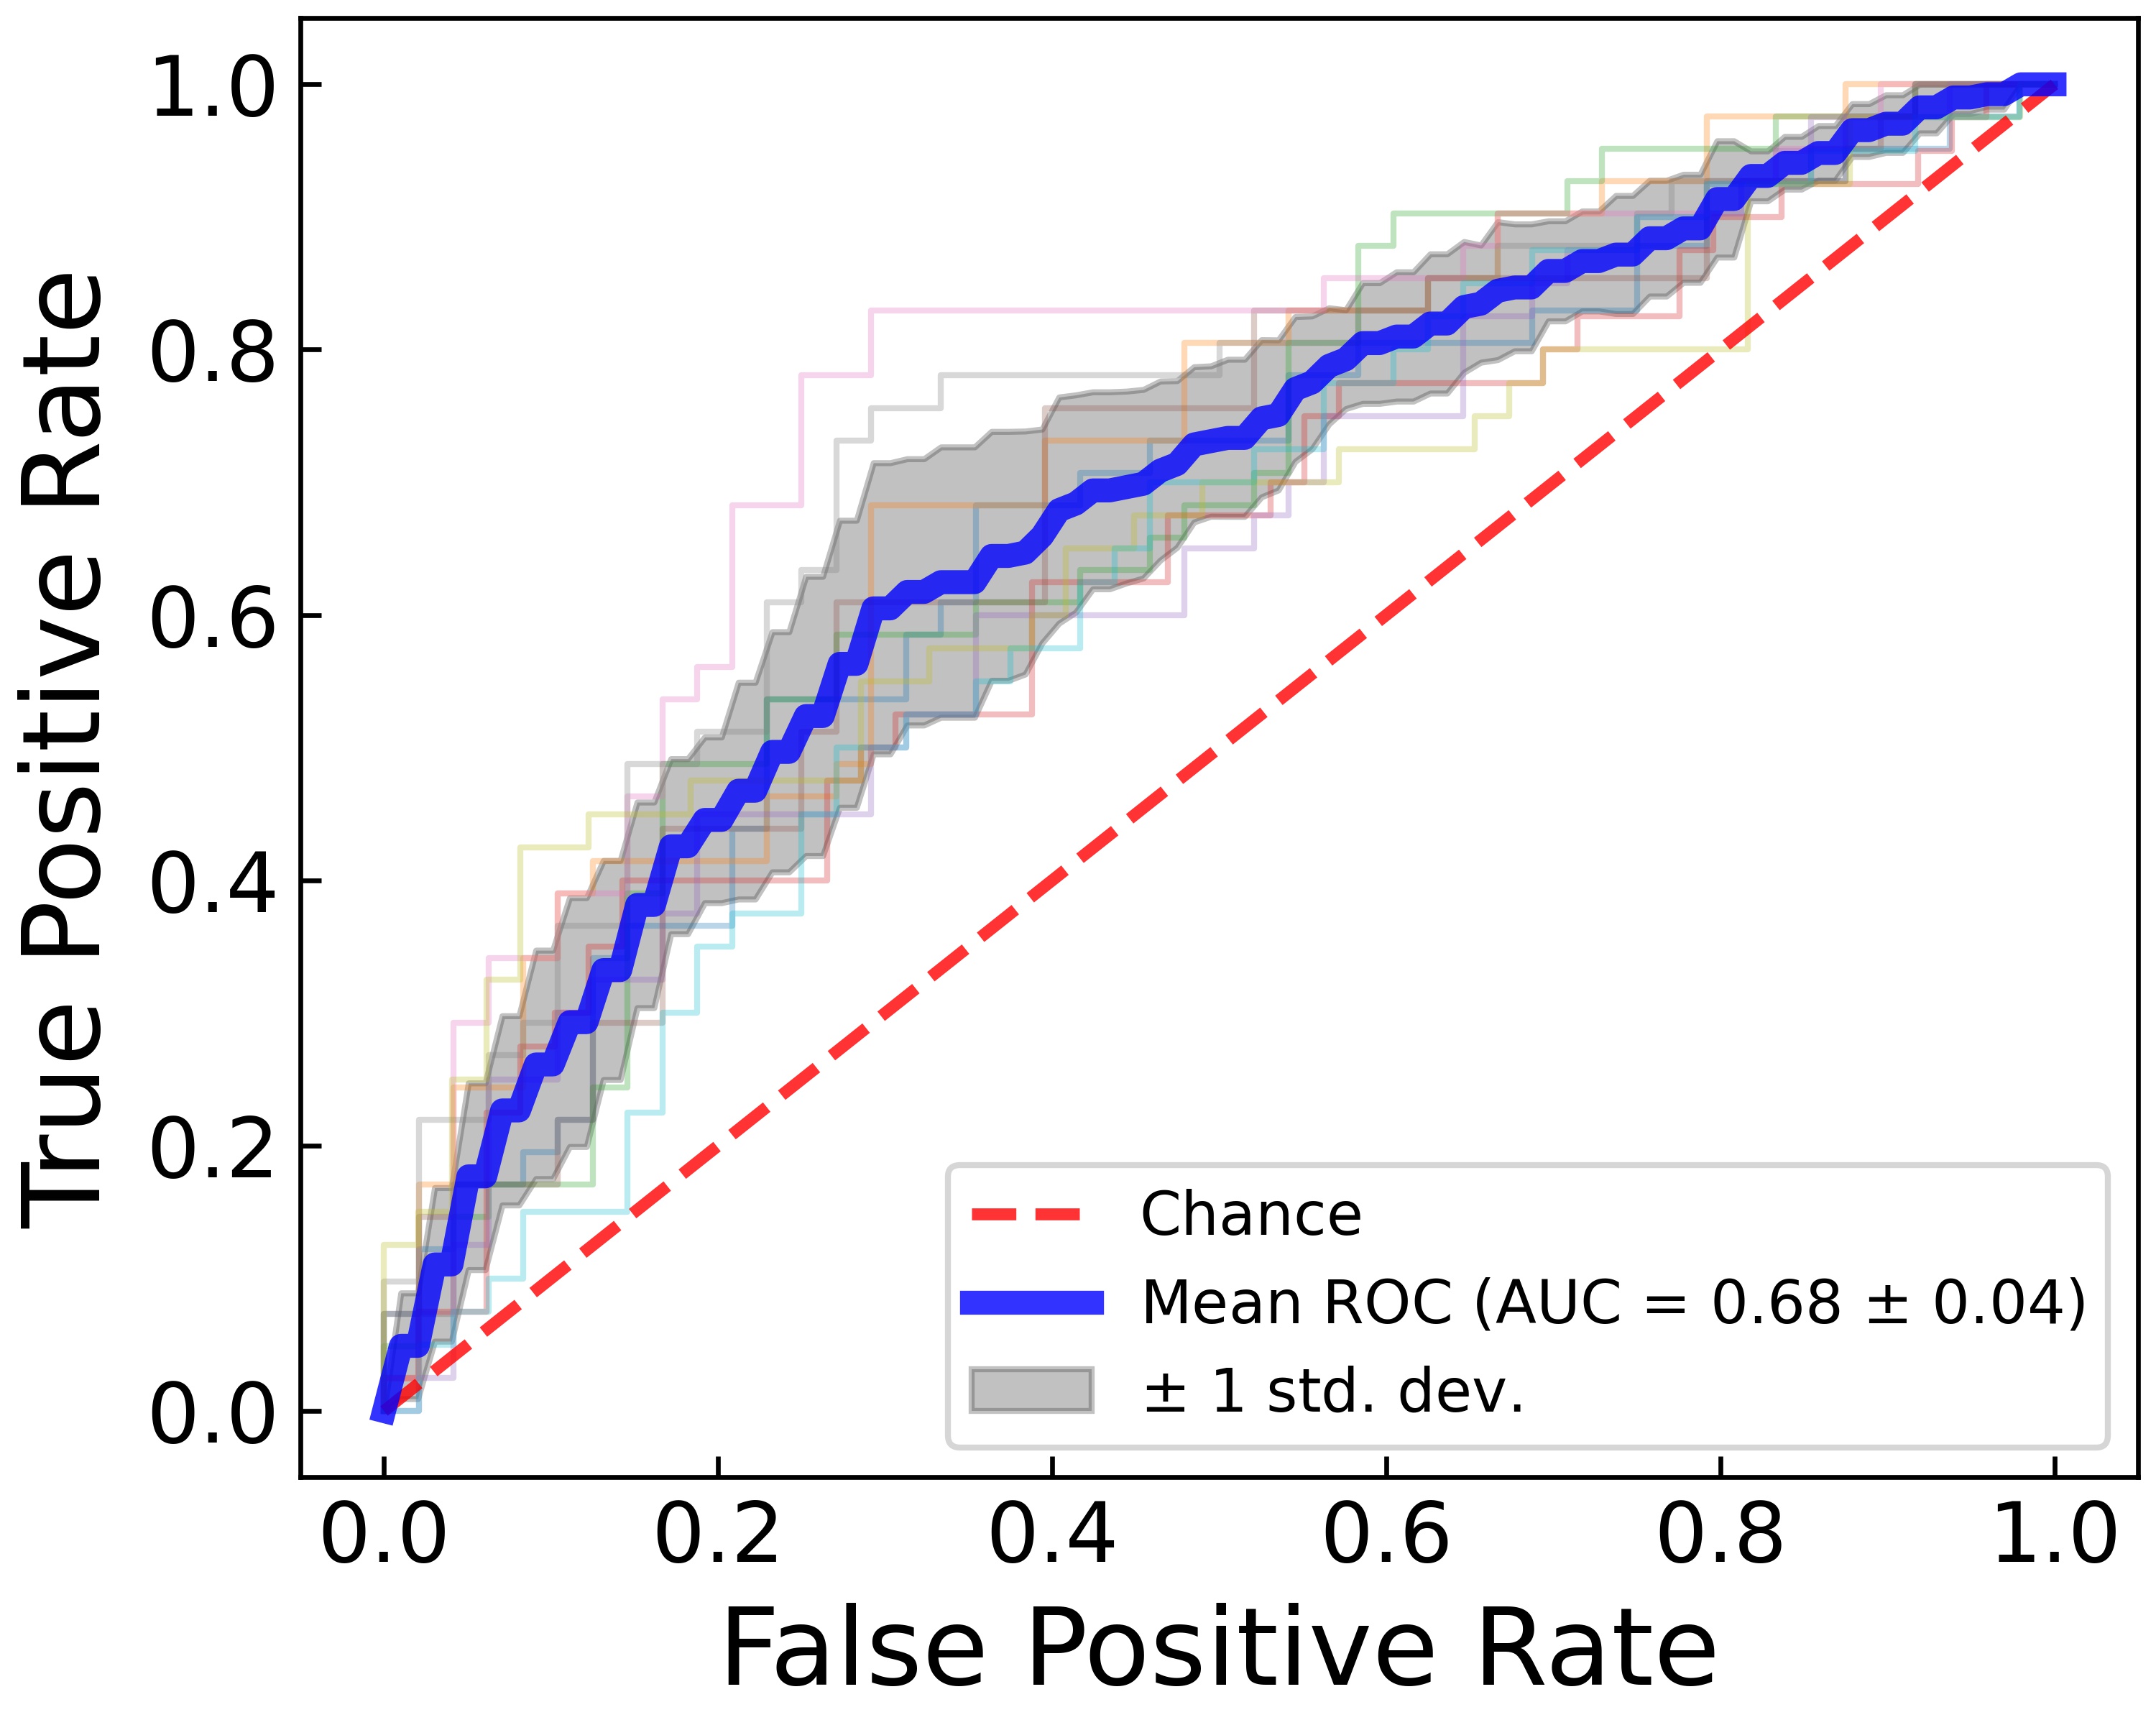 True Positive Rate
1.0
0.8
0.6
0.4
0.2
0.0
Chance
Mean ROC (AUC = 0.68 ± 0.04)
± 1 std. dev.
0.0 0.2 0.4 0.6 0.8 1.0
False Positive Rate